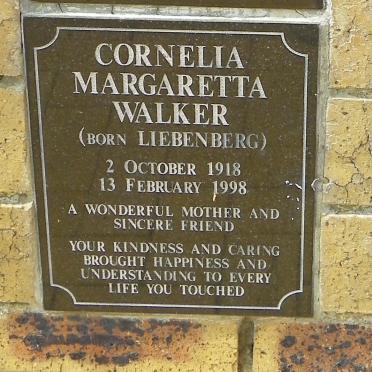 CORNELIA
MARGARETTA
WALKER
(BORN LIEBENBERG)
2 OCTOBER 1918
13 FEBRUARY 1998
A WONDERFUL MOTHER AND
SINCERE FRIEND
YOUR KINDNESS AND CARING
BROUGHT HAPPINESS AND
UNDERSTANDING TO EVERY
LIFE YOU TOUCHED